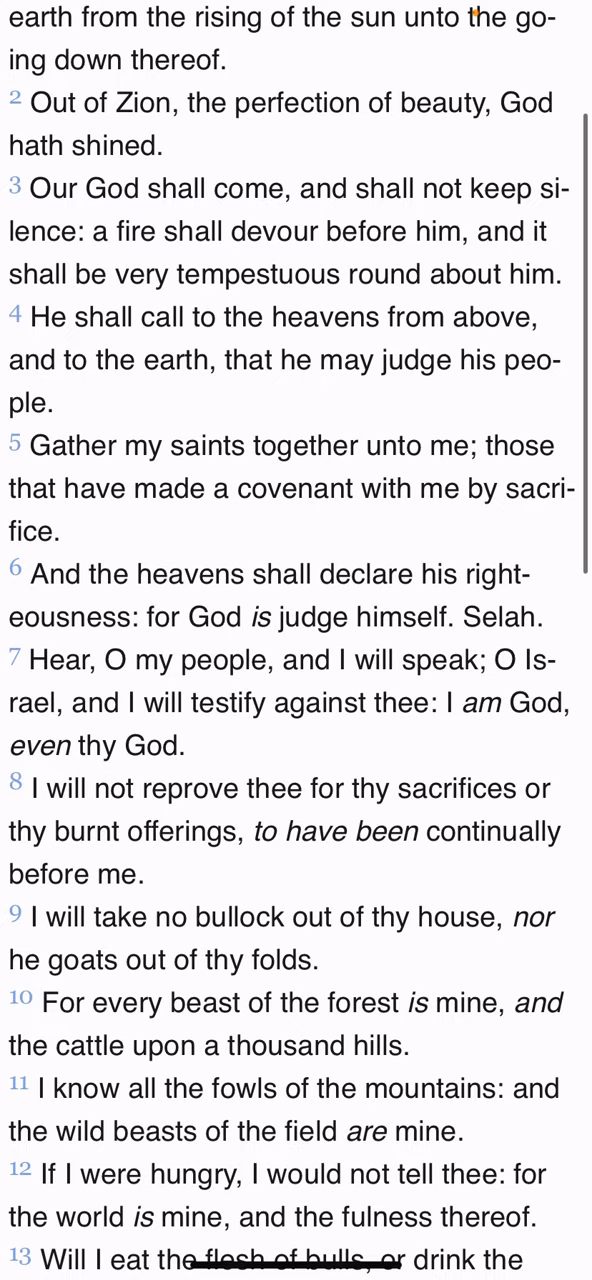 earth from the rising of the sun unto the go-
ing down thereof.
2 Out of Zion, the perfection of beauty, God
hath shined.
3 Our God shall come, and shall not keep si-
lence: a fire shall devour before him, and it
shall be very tempestuous round about him.
4 He shall call to the heavens from above,
and to the earth, that he may judge his peo-
ple.
5 Gather my saints together unto me; those
that have made a covenant with me by sacri-
fice.
6 And the heavens shall declare his right-
eousness: for God is judge himself. Selah.
7 Hear, O my people, and I will speak; O Is-
rael, and I will testify against thee: I am God,
even thy God.
8 I will not reprove thee for thy sacrifices or
thy burnt offerings, to have been continually
before me.
9 I will take no bullock out of thy house, nor
he goats out of thy folds.
10 For every beast of the forest is mine, and
the cattle upon a thousand hills.
11 I know all the fowls of the mountains: and
the wild beasts of the field are mine.
12 If I were hungry, I would not tell thee: for
the world is mine, and the fulness thereof.
13 Will I eat the flesh of bulls, or drink the